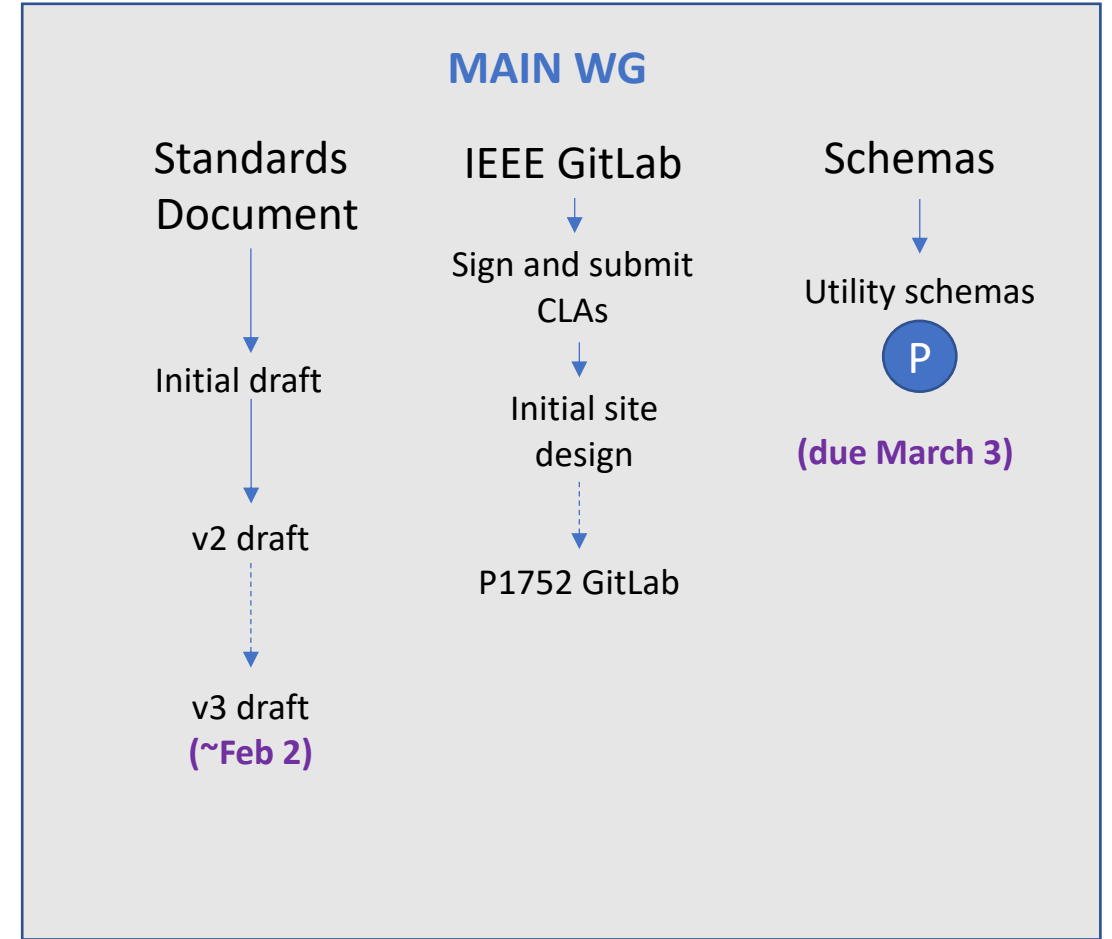 MAIN WG
Standards
Document
Initial draft
v2 draft
v3 draft
(~Feb 2)
IEEE GitLab
Sign and submit
CLAs
Initial site
design
P1752 GitLab
Schemas
Utility schemas
P
(due March 3)